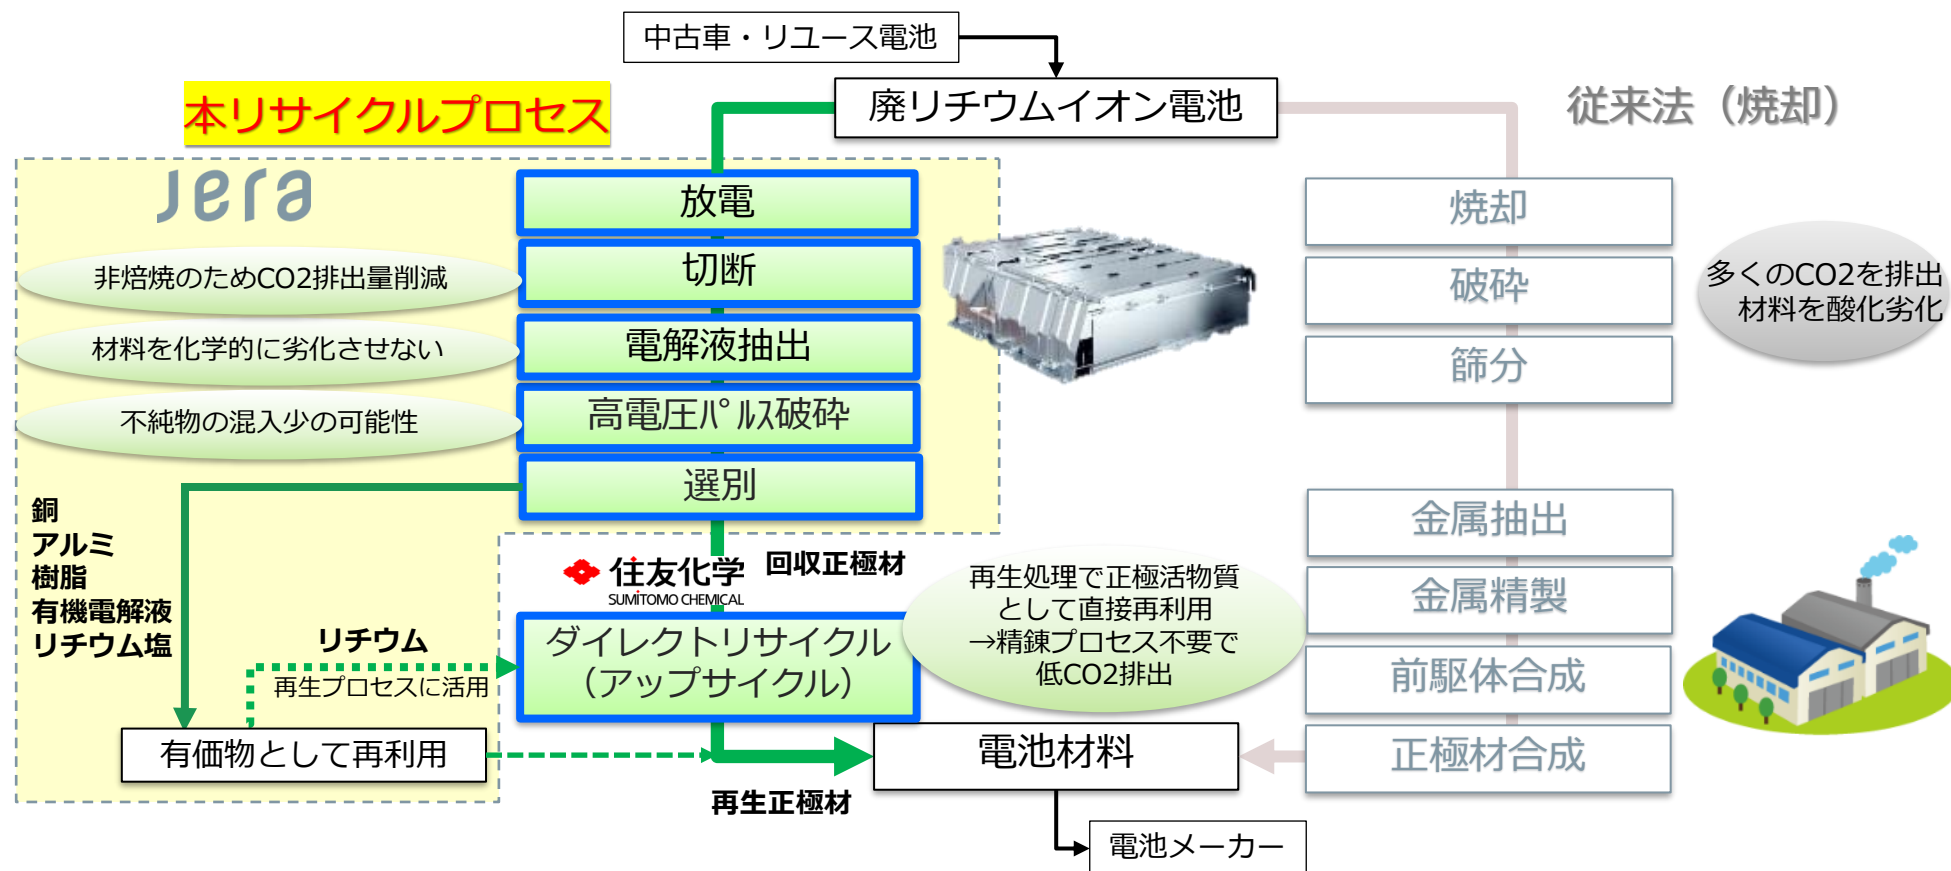 中古車・リユース電池
廃リチウムイオン電池
本リサイクルプロセス
従来法（焼却）
Jera
放電
切断
電解液抽出
高電圧ﾊﾟﾙｽ破砕
選別
非焙焼のためCO2排出量削減
材料を化学的に劣化させない
不純物の混入少の可能性
焼却
破砕
篩分
多くのCO2を排出
材料を酸化劣化
銅
アルミ
樹脂
有機電解液
リチウム塩
住友化学
SUMITOMO CHEMICAL
回収正極材
リチウム
再生プロセスに活用
ダイレクトリサイクル
（アップサイクル）
再生処理で正極活物質
として直接再利用
→精錬プロセス不要で
低CO2排出
金属抽出
金属精製
前駆体合成
正極材合成
有価物として再利用
電池材料
再生正極材
電池メーカー